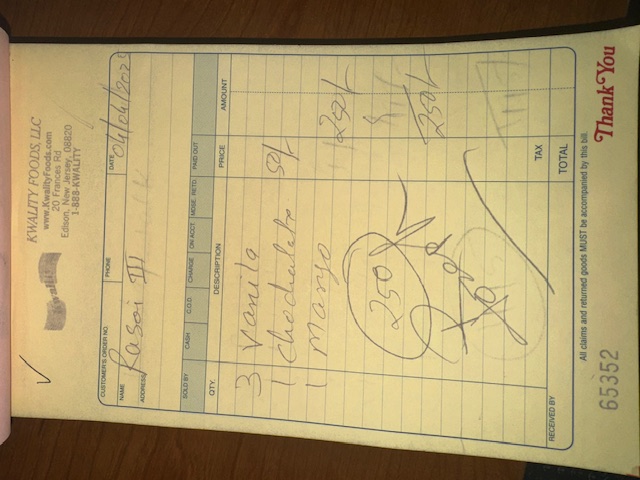 KWALITY FOODS, LLC
Kwality
www.KwalityFoods.com
20 Frances Rd
Edison, New Jersey, 08820
1-888-KWALITY
CUSTOMER'S ORDER NO. PHONE DATE 04/04/202
NAME Rasoi III
ADDRESS
SOLD BY CASH C.O.D. CHARGE ON ACCT. MDSE. RETD. PAID OUT
QTY. DESCRIPTION PRICE AMOUNT
3 Vanila
1 Chochalate 50/-
1 Mango 250/-
250/-
250/-
TAX
RECEIVED BY TOTAL
All claims and returned goods MUST be accompanied by this bill.
65352 Thank You